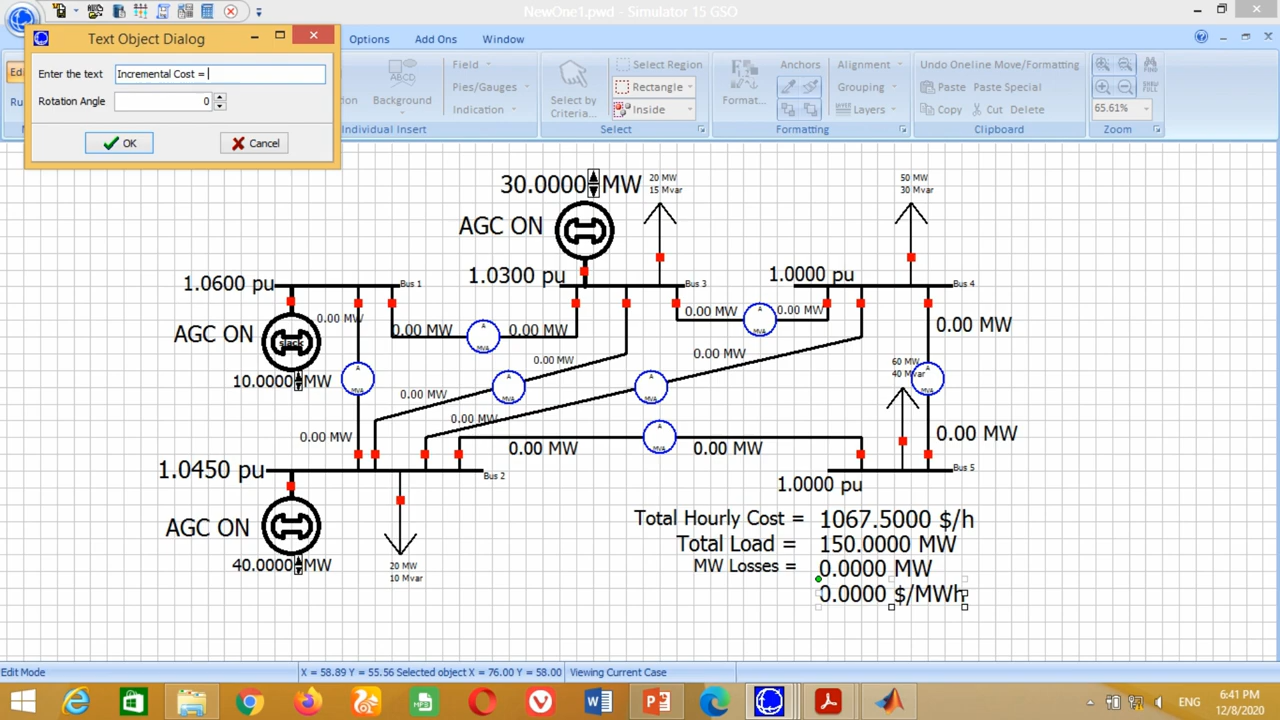 NewOne1.pwd - Simulator 15 GSO
Text Object Dialog
Options
Add Ons
Window
Enter the text
Incremental Cost =
Rotation Angle
0
OK
Cancel
Background
Field
Pies/Gauges
Indication
Individual Insert
Select by
Criteria...
Select Region
Rectangle
Inside
Select
Format...
Anchors
Alignment
Grouping
Layers
Formatting
Undo Oneline Move/Formatting
Paste
Paste Special
Copy
Cut
Delete
Clipboard
65.61%
Zoom
30.0000 MW
20 MW
15 Mvar
50 MW
30 Mvar
AGC ON
1.0600 pu
Bus 1
1.0300 pu
Bus 3
1.0000 pu
Bus 4
0.00 MW
0.00 MW
0.00 MW
0.00 MW
0.00 MW
0.00 MW
AGC ON
slack
A
MVA
A
A
0.00 MW
0.00 MW
60 MW
40 Mvar
10.0000 MW
A
MVA
A
MVA
A
MVA
A
MVA
0.00 MW
0.00 MW
0.00 MW
0.00 MW
0.00 MW
0.00 MW
1.0450 pu
Bus 2
Bus 5
1.0000 pu
AGC ON
40.0000 MW
20 MW
10 Mvar
Total Hourly Cost = 1067.5000 $/h
Total Load = 150.0000 MW
MW Losses = 0.0000 MW
0.0000 $/MWh
Edit Mode
X = 58.89 Y = 55.56 Selected object X = 76.00 Y = 58.00
Viewing Current Case
ENG
6:41 PM
12/8/2020